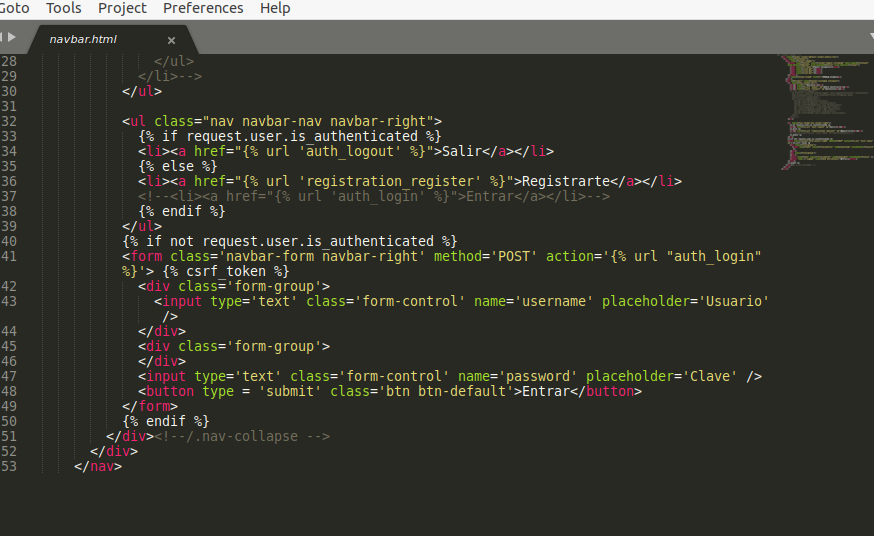 Goto Tools Project Preferences Help
navbar.html ×
28 </ul>
29 </li>-->
30 </ul>
31
32 <ul class="nav navbar-nav navbar-right">
33 {% if request.user.is_authenticated %}
34 <li><a href="{% url 'auth_logout' %}">Salir</a></li>
35 {% else %}
36 <li><a href="{% url 'registration_register' %}">Registrarte</a></li>
37 <!--<li><a href="{% url 'auth_login' %}">Entrar</a></li>-->
38 {% endif %}
39 </ul>
40 {% if not request.user.is_authenticated %}
41 <form class='navbar-form navbar-right' method='POST' action='{% url "auth_login"
%}'> {% csrf_token %}
42 <div class='form-group'>
43 <input type='text' class='form-control' name='username' placeholder='Usuario'
/>
44 </div>
45 <div class='form-group'>
46 </div>
47 <input type='text' class='form-control' name='password' placeholder='Clave' />
48 <button type = 'submit' class='btn btn-default'>Entrar</button>
49 </form>
50 {% endif %}
51 </div><!--/.nav-collapse -->
52 </div>
53 </nav>